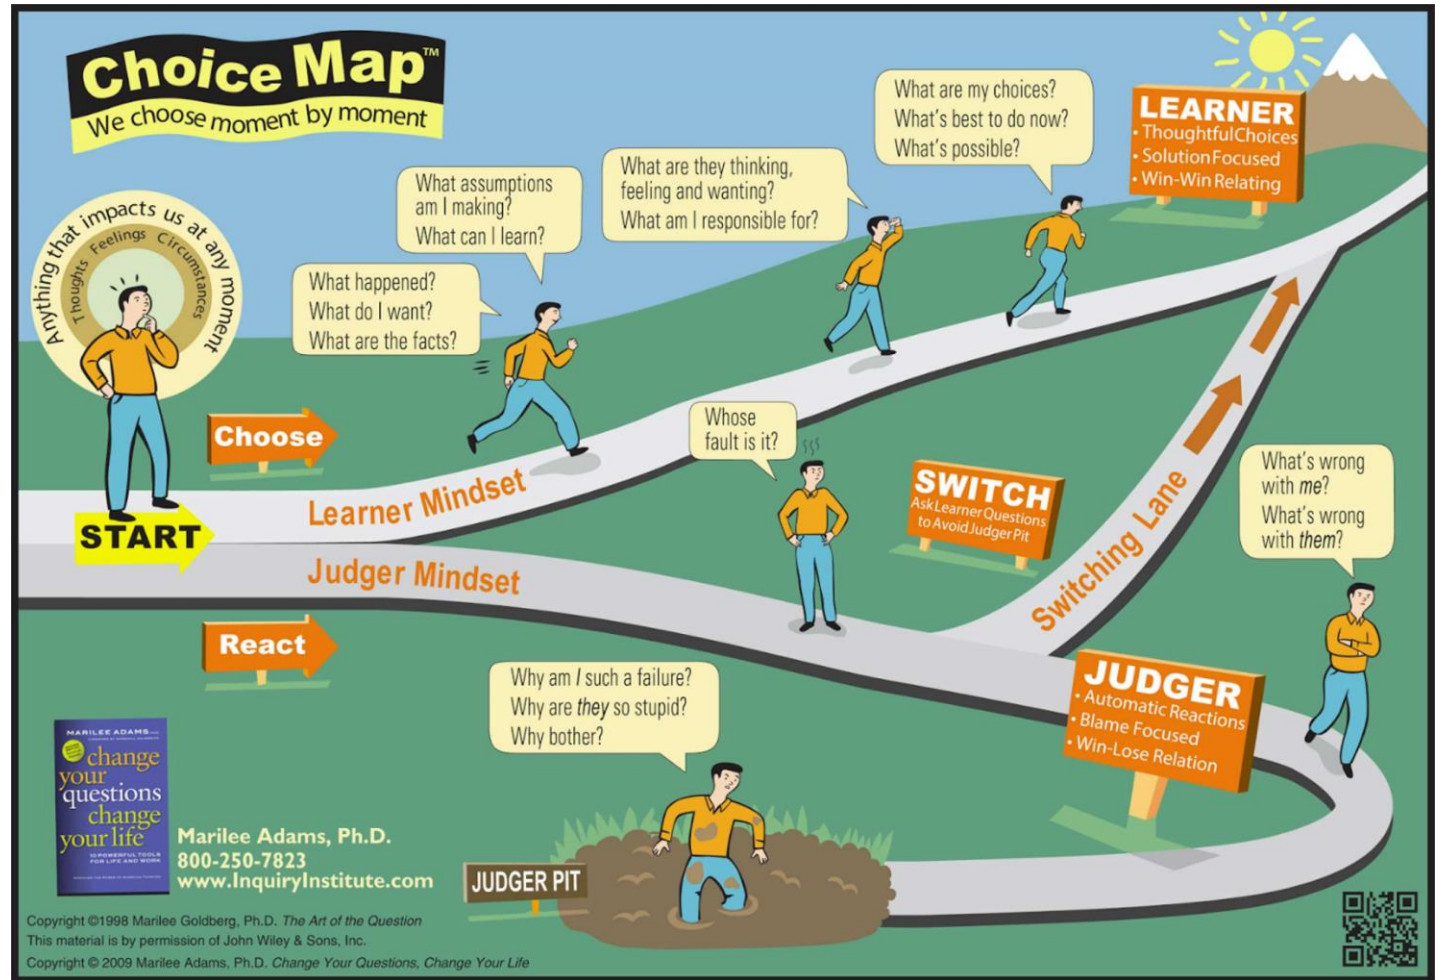 Choice Map™
We choose moment by moment
Anything that impacts us at any moment
Thoughts Feelings Circumstances
What happened?
What do I want?
What are the facts?
What assumptions
am I making?
What can I learn?
What are they thinking,
feeling and wanting?
What am I responsible for?
What are my choices?
What's best to do now?
What's possible?
LEARNER
• Thoughtful Choices
• Solution Focused
• Win-Win Relating
Choose
START
Learner Mindset
Judger Mindset
React
Whose
fault is it?
SWITCH
Ask Learner Questions
to Avoid Judger Pit
Switching Lane
What's wrong
with me?
What's wrong
with them?
JUDGER
• Automatic Reactions
• Blame Focused
• Win-Lose Relation
Why am I such a failure?
Why are they so stupid?
Why bother?
JUDGER PIT
MARILEE ADAMS
change
your
questions
change
your life
10 POWERFUL TOOLS
FOR LIFE AND WORK
Marilee Adams, Ph.D.
800-250-7823
www.InquiryInstitute.com
Copyright ©1998 Marilee Goldberg, Ph.D. The Art of the Question
This material is by permission of John Wiley & Sons, Inc.
Copyright © 2009 Marilee Adams, Ph.D. Change Your Questions, Change Your Life